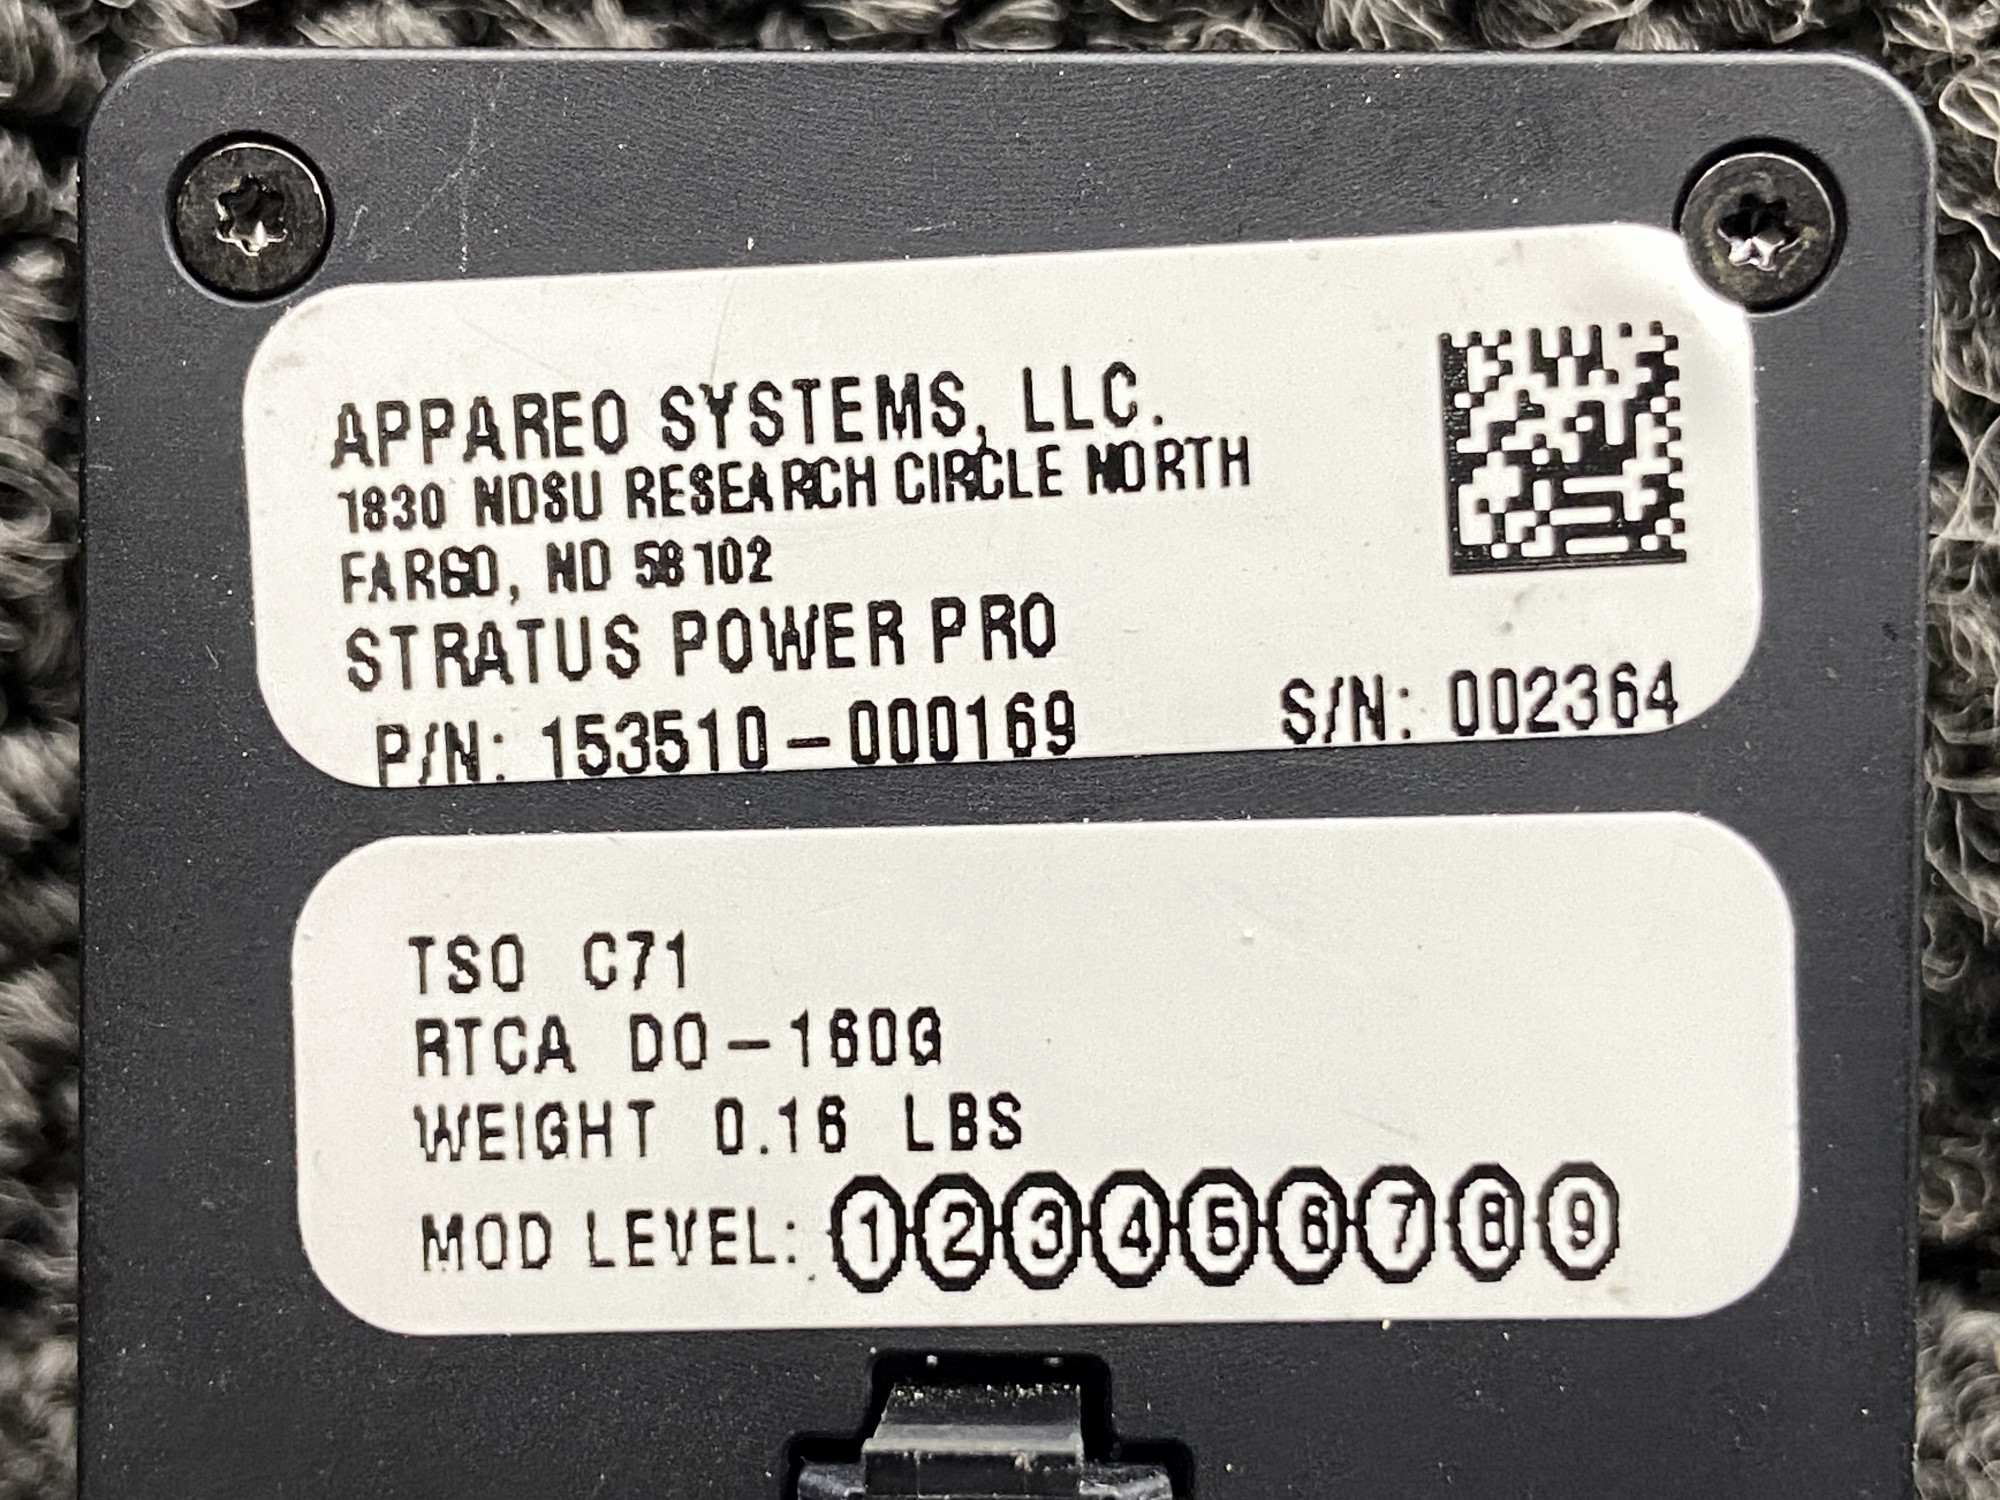 APPAREO SYSTEMS, LLC.
1830 NDSU RESEARCH CIRCLE NORTH
FARGO, ND 58102
STRATUS POWER PRO
P/N: 153510-000169 S/N: 002364
TSO C71
RTCA DO-160G
WEIGHT 0.16 LBS
MOD LEVEL: ① ② ③ ④ ⑤ ⑥ ⑦ ⑧ ⑨